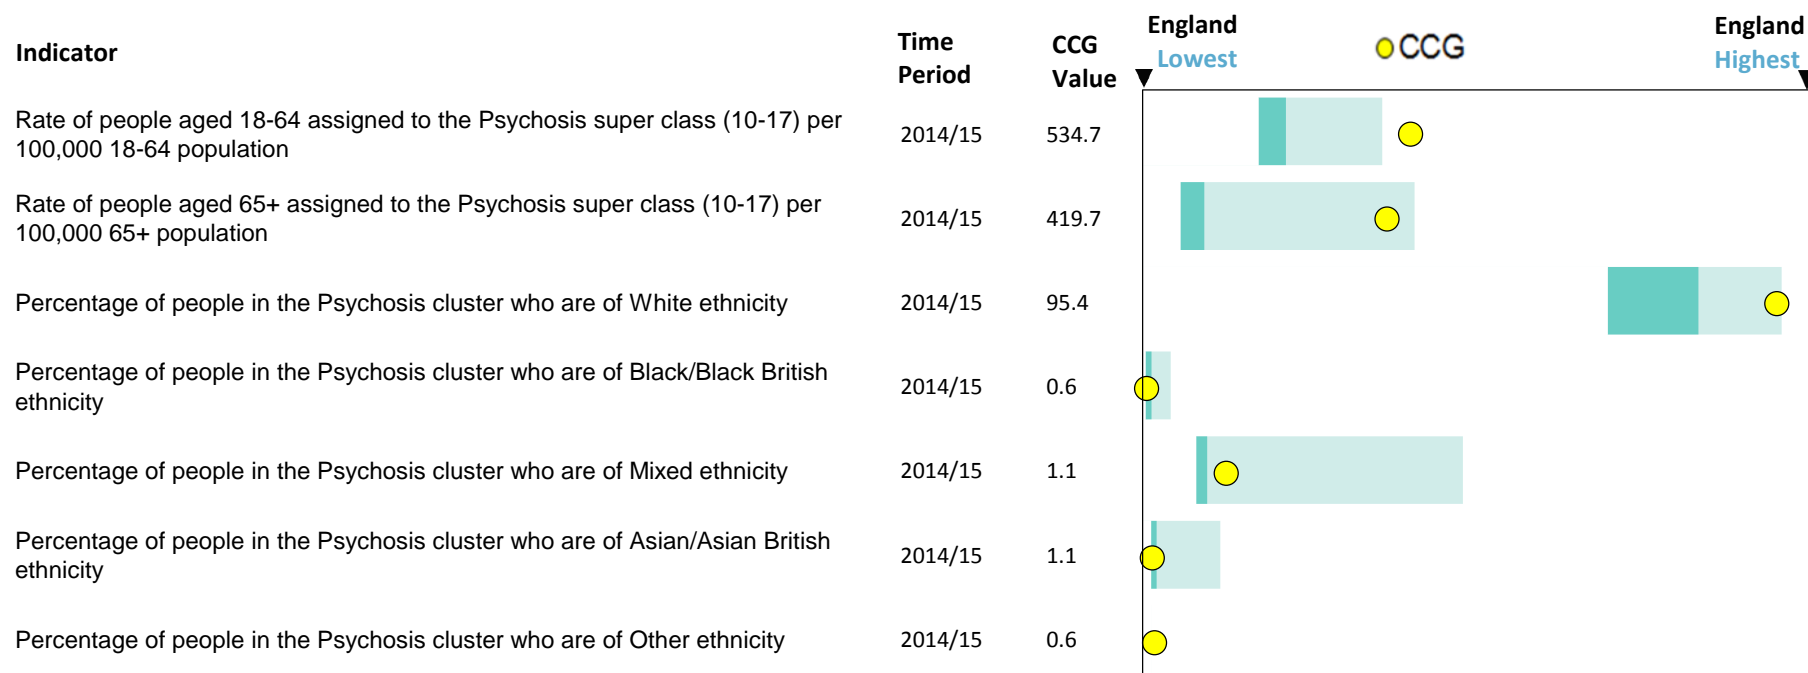 Indicator
Time
Period
CCG
Value
England
Lowest
CCG
England
Highest
Rate of people aged 18-64 assigned to the Psychosis super class (10-17) per
100,000 18-64 population
2014/15
534.7
Rate of people aged 65+ assigned to the Psychosis super class (10-17) per
100,000 65+ population
2014/15
419.7
Percentage of people in the Psychosis cluster who are of White ethnicity
2014/15
95.4
Percentage of people in the Psychosis cluster who are of Black/Black British
ethnicity
2014/15
0.6
Percentage of people in the Psychosis cluster who are of Mixed ethnicity
2014/15
1.1
Percentage of people in the Psychosis cluster who are of Asian/Asian British
ethnicity
2014/15
1.1
Percentage of people in the Psychosis cluster who are of Other ethnicity
2014/15
0.6